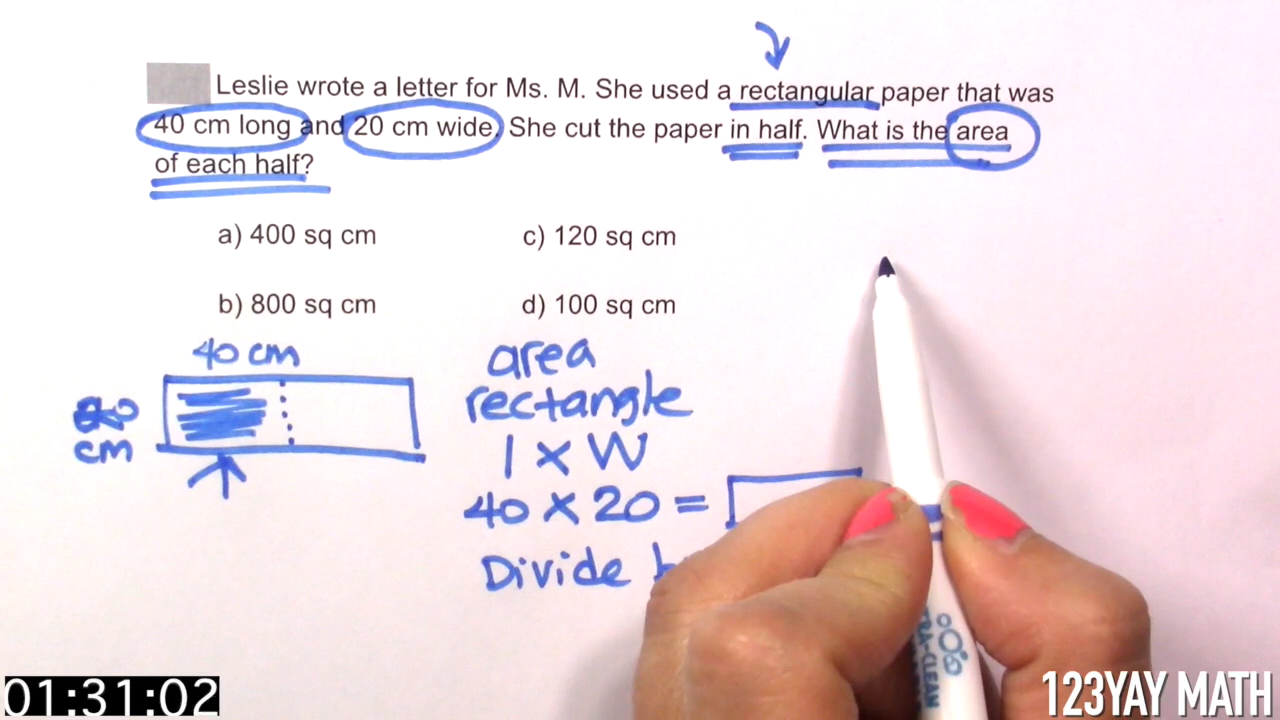 Leslie wrote a letter for Ms. M. She used a rectangular paper that was
40 cm long and 20 cm wide. She cut the paper in half. What is the area
of each half?
a) 400 sq cm
c) 120 sq cm
b) 800 sq cm
d) 100 sq cm
40 cm
20
cm
area
rectangle
l x W
40 x 20 =
Divide
01:31:02
123YAY MATH